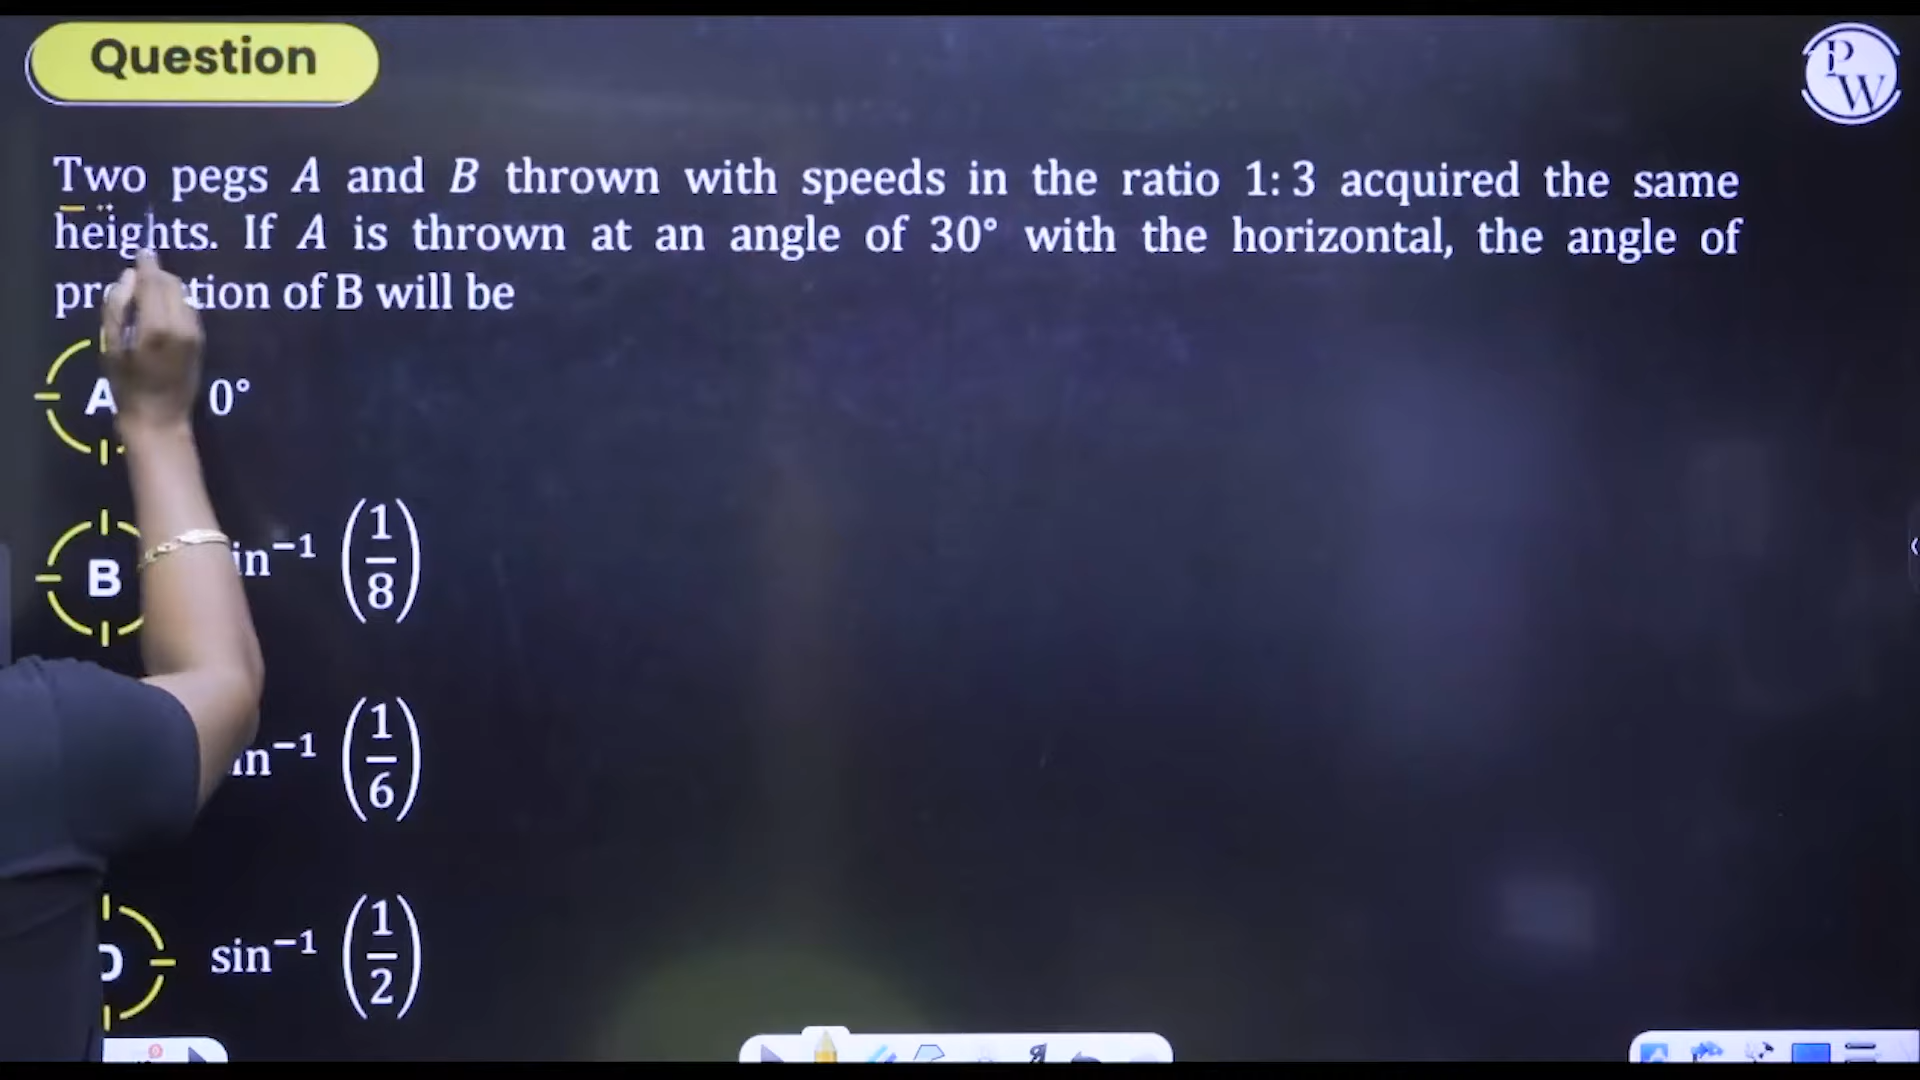 Question
PW
Two pegs A and B thrown with speeds in the ratio 1: 3 acquired the same
heights. If A is thrown at an angle of 30° with the horizontal, the angle of
of B will be
A 0°
B −1 (1/8)
−1 (1/6)
D sin−1 (1/2)